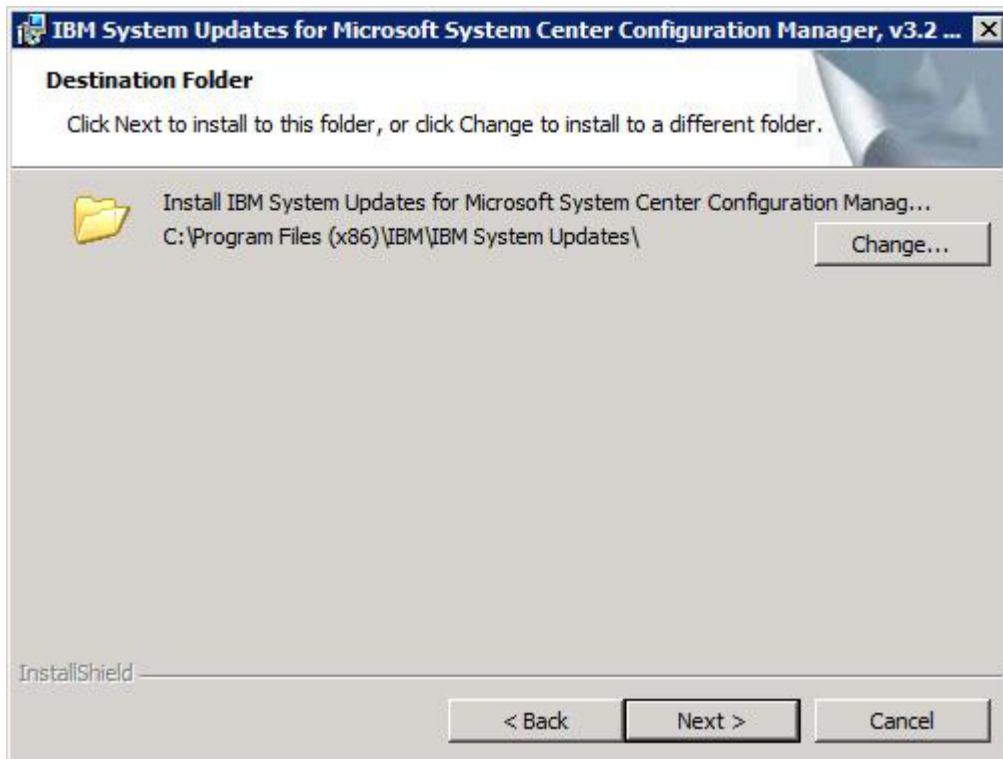 IBM System Updates for Microsoft System Center Configuration Manager, v3.2 ...
Destination Folder
Click Next to install to this folder, or click Change to install to a different folder.
Install IBM System Updates for Microsoft System Center Configuration Manag...
C:\Program Files (x86)\IBM\IBM System Updates\
Change...
InstallShield
< Back
Next >
Cancel